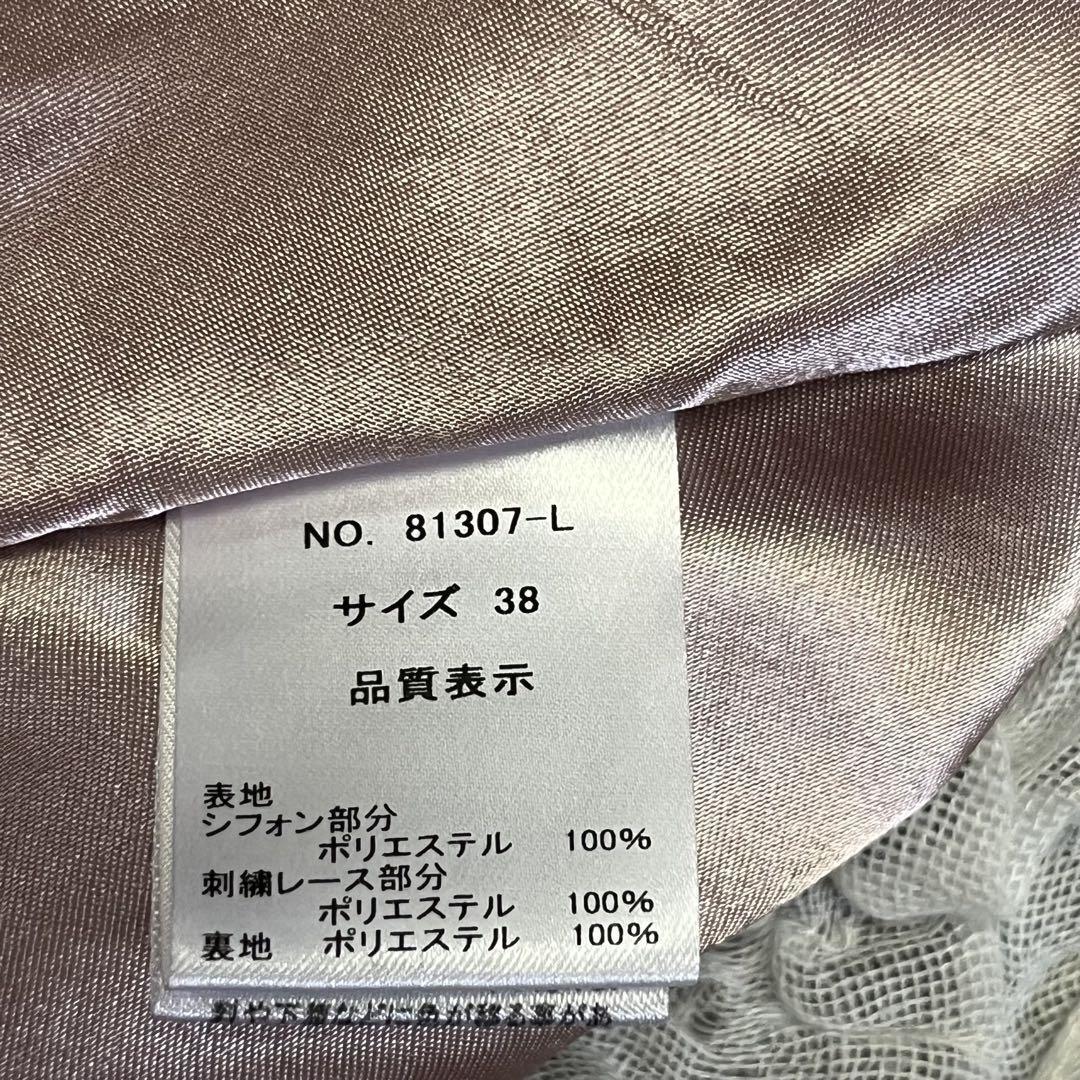 NO. 81307-L
サイズ 38
品質表示
表地
シフォン部分
ポリエステル 100%
刺繍レース部分
ポリエステル 100%
裏地 ポリエステル 100%